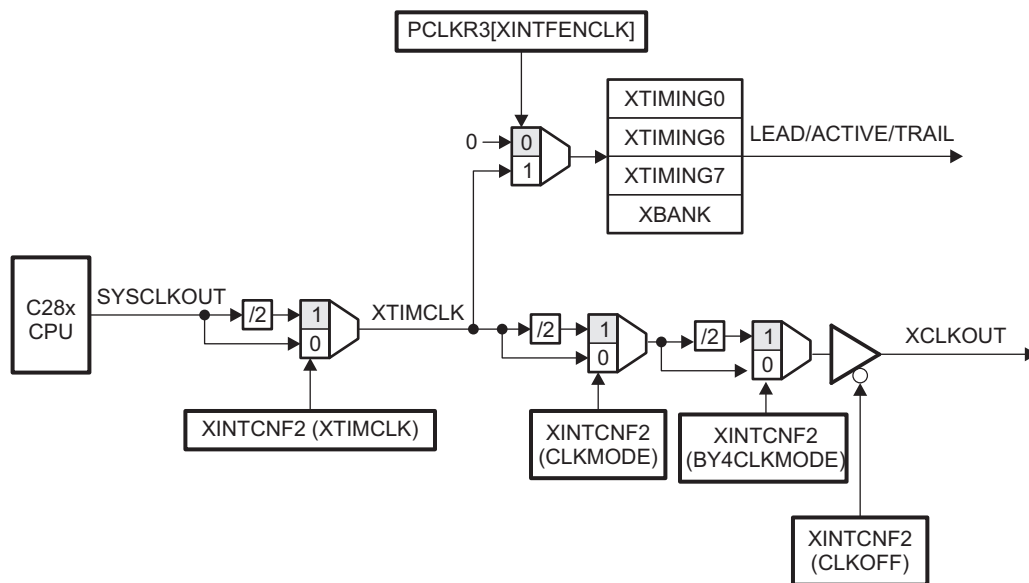 PCLKR3[XINTFENCLK]
XTIMING0
0
0
XTIMING6
LEAD/ACTIVE/TRAIL
1
XTIMING7
XBANK
C28x
CPU
SYSCLKOUT
/2
1
0
XTIMCLK
/2
1
0
/2
1
0
XCLKOUT
XINTCNF2 (XTIMCLK)
XINTCNF2
(CLKMODE)
XINTCNF2
(BY4CLKMODE)
XINTCNF2
(CLKOFF)